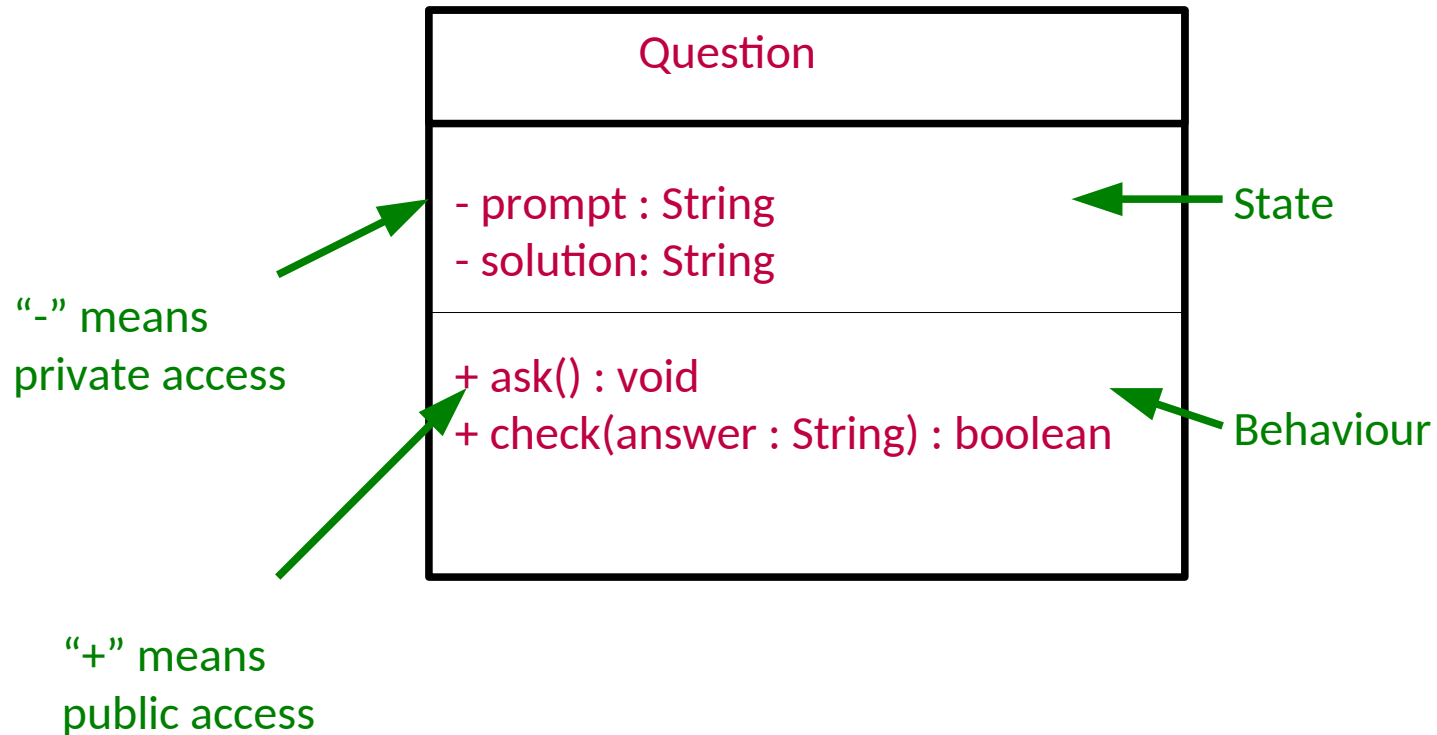 Question
- prompt : String
State
- solution: String
“-” means
private access
+ ask() : void
+ check(answer : String) : boolean
Behaviour
“+” means
public access